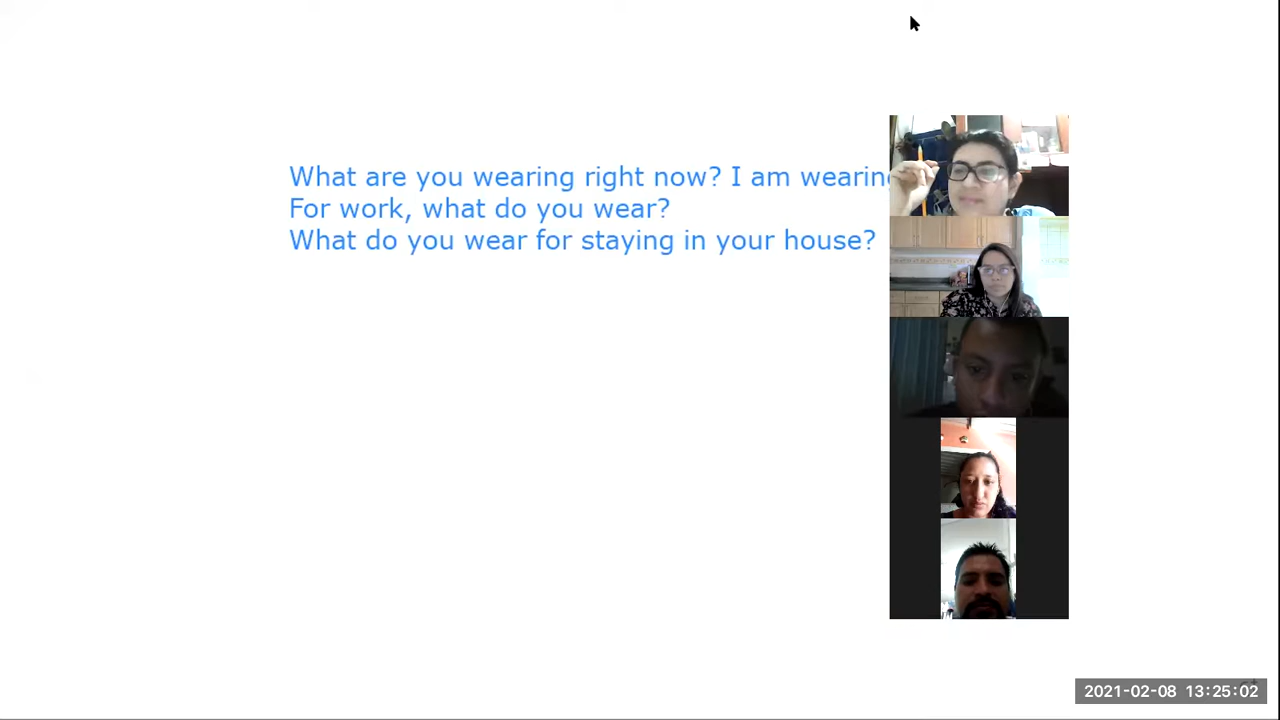 What are you wearing right now? I am wearing
For work, what do you wear?
What do you wear for staying in your house?
2021-02-08 13:25:02